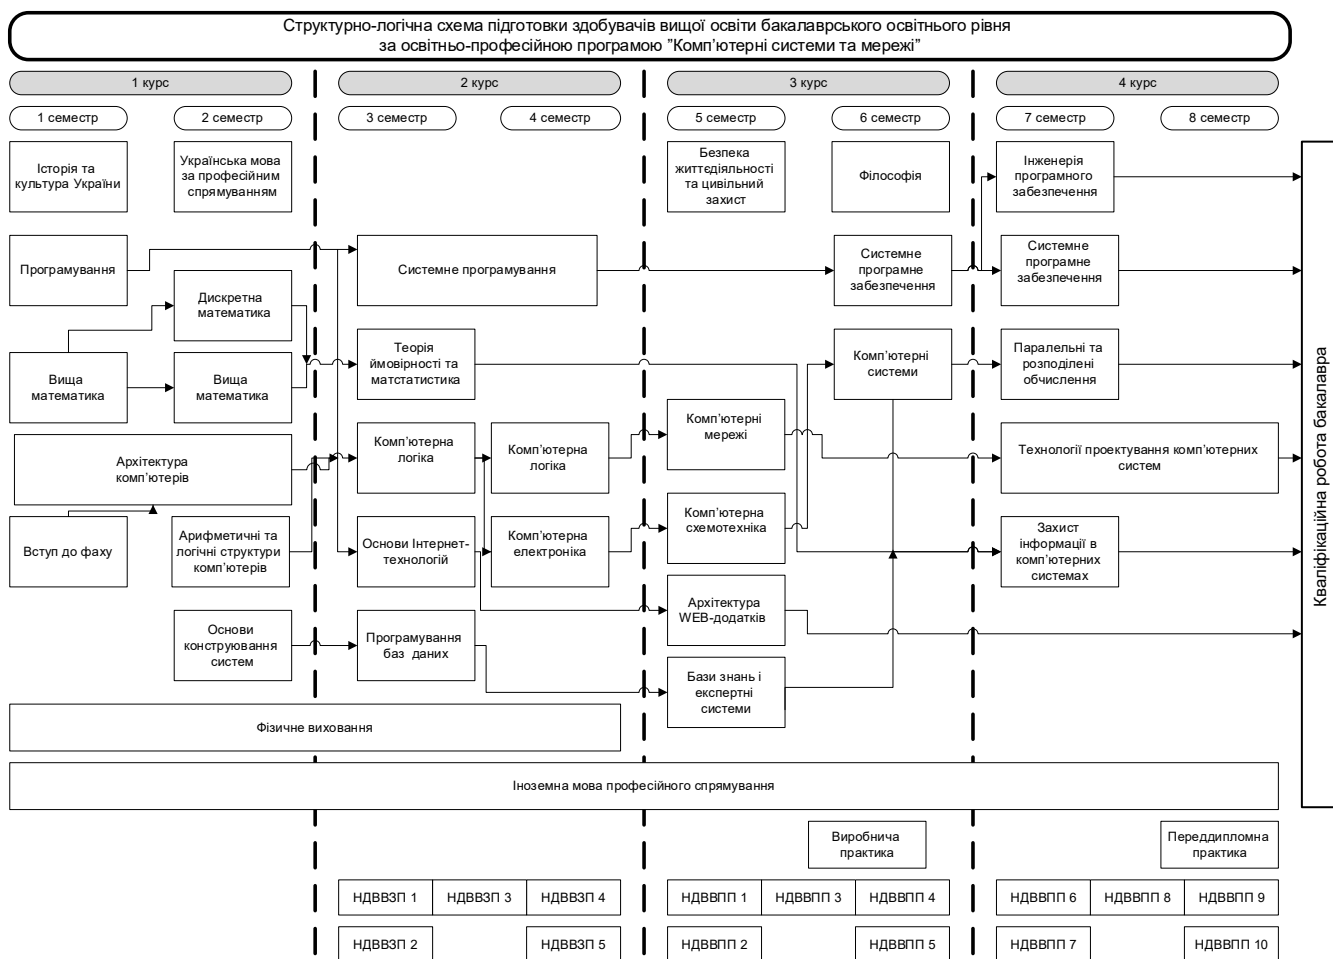 Структурно-логічна схема підготовки здобувачів вищої освіти бакалаврського освітнього рівня
за освітньо-професійною програмою ”Комп’ютерні системи та мережі”
1 курс
2 курс
3 курс
4 курс
1 семестр
2 семестр
3 семестр
4 семестр
5 семестр
6 семестр
7 семестр
8 семестр
Історія та
культура України
Українська мова
за професійним
спрямуванням
Безпека
життєдіяльності
та цивільний
захист
Філософія
Інженерія
програмного
забезпечення
Програмування
Системне програмування
Системне
програмне
забезпечення
Системне
програмне
забезпечення
Дискретна
математика
Вища
математика
Вища
математика
Теорія
ймовірності та
матстатистика
Комп’ютерні
системи
Паралельні та
розподілені
обчислення
Архітектура
комп’ютерів
Комп’ютерна
логіка
Комп’ютерна
логіка
Комп’ютерні
мережі
Технології проектування комп’ютерних
систем
Вступ до фаху
Арифметичні та
логічні структури
комп’ютерів
Основи Інтернет-
технологій
Комп’ютерна
електроніка
Комп’ютерна
схемотехніка
Захист
інформації в
комп’ютерних
системах
Основи
конструювання
систем
Програмування
баз даних
Архітектура
WEB-додатків
Бази знань і
експертні
системи
Кваліфікаційна робота бакалавра
Фізичне виховання
Іноземна мова професійного спрямування
Виробнича
практика
Переддипломна
практика
НДВВЗП 1
НДВВЗП 3
НДВВЗП 4
НДВВПП 1
НДВВПП 3
НДВВПП 4
НДВВПП 6
НДВВПП 8
НДВВПП 9
НДВВЗП 2
НДВВЗП 5
НДВВПП 2
НДВВПП 5
НДВВПП 7
НДВВПП 10